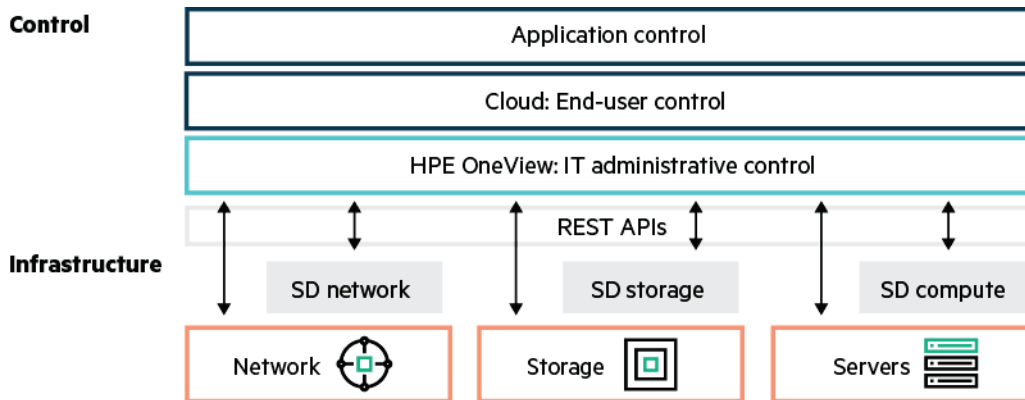 Control
Application control
Cloud: End-user control
HPE OneView: IT administrative control
REST APIs
Infrastructure
SD network
SD storage
SD compute
Network
Storage
Servers